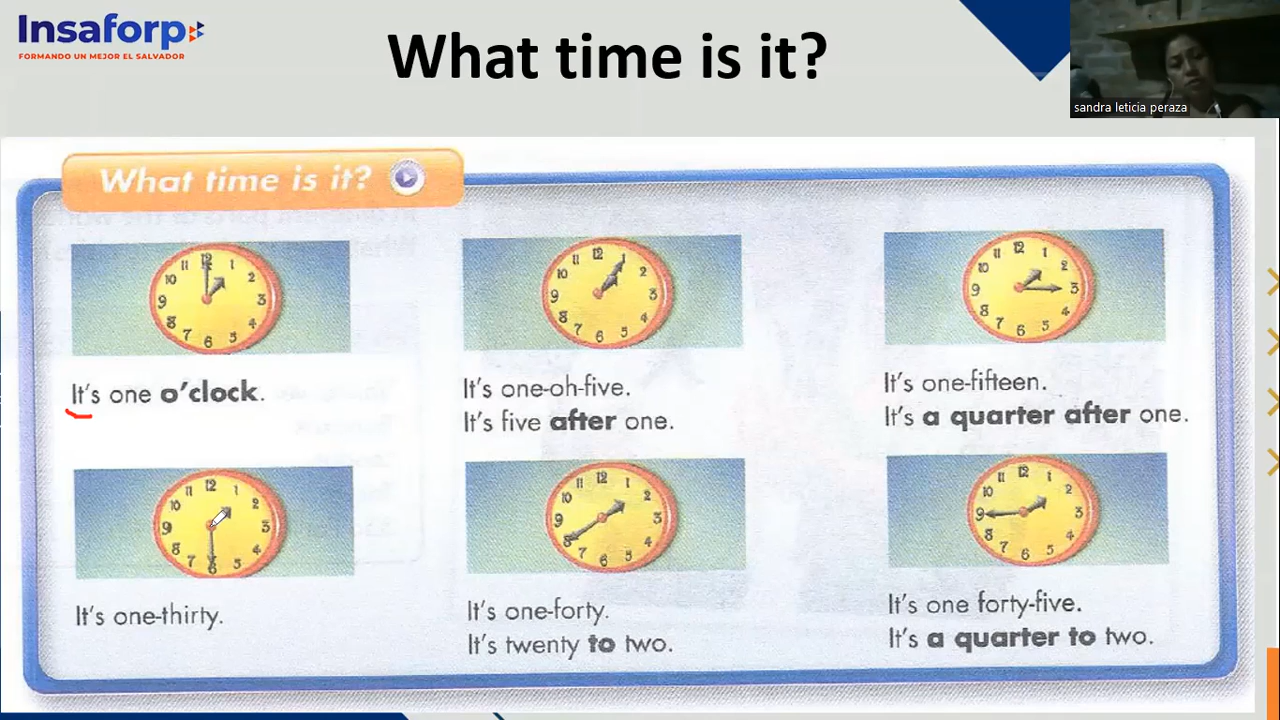 Insaforp
FORMANDO UN MEJOR EL SALVADOR
What time is it?
sandra leticia peraza
What time is it?
It's one o'clock.
It's one-oh-five.
It's five after one.
It's one-fifteen.
It's a quarter after one.
It's one-thirty.
It's one-forty.
It's twenty to two.
It's one forty-five.
It's a quarter to two.